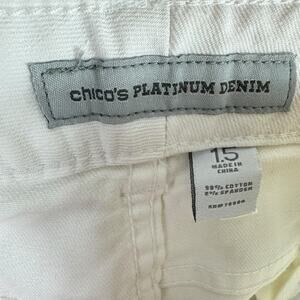 chico's PLATINUM DENIM
1.5
MADE IN
CHINA
98% COTTON
2% SPANDEX